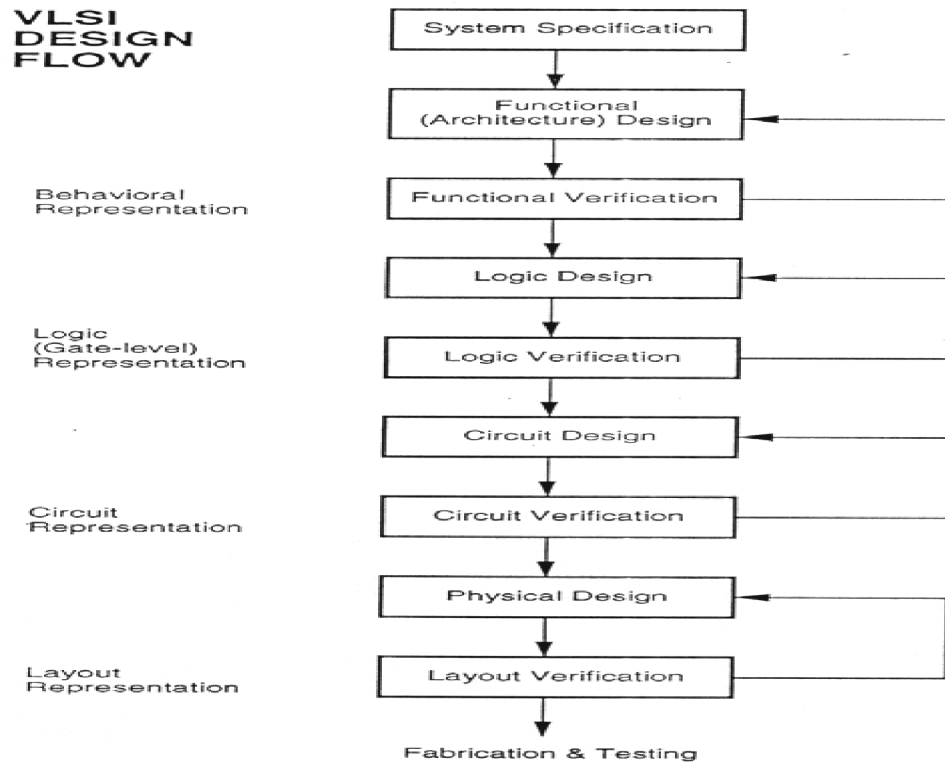 VLSI
DESIGN
FLOW
System Specification
Functional
(Architecture) Design
Behavioral
Representation
Functional Verification
Logic Design
Logic
(Gate-level)
Representation
Logic Verification
Circuit Design
Circuit
Representation
Circuit Verification
Physical Design
Layout
Representation
Layout Verification
Fabrication & Testing